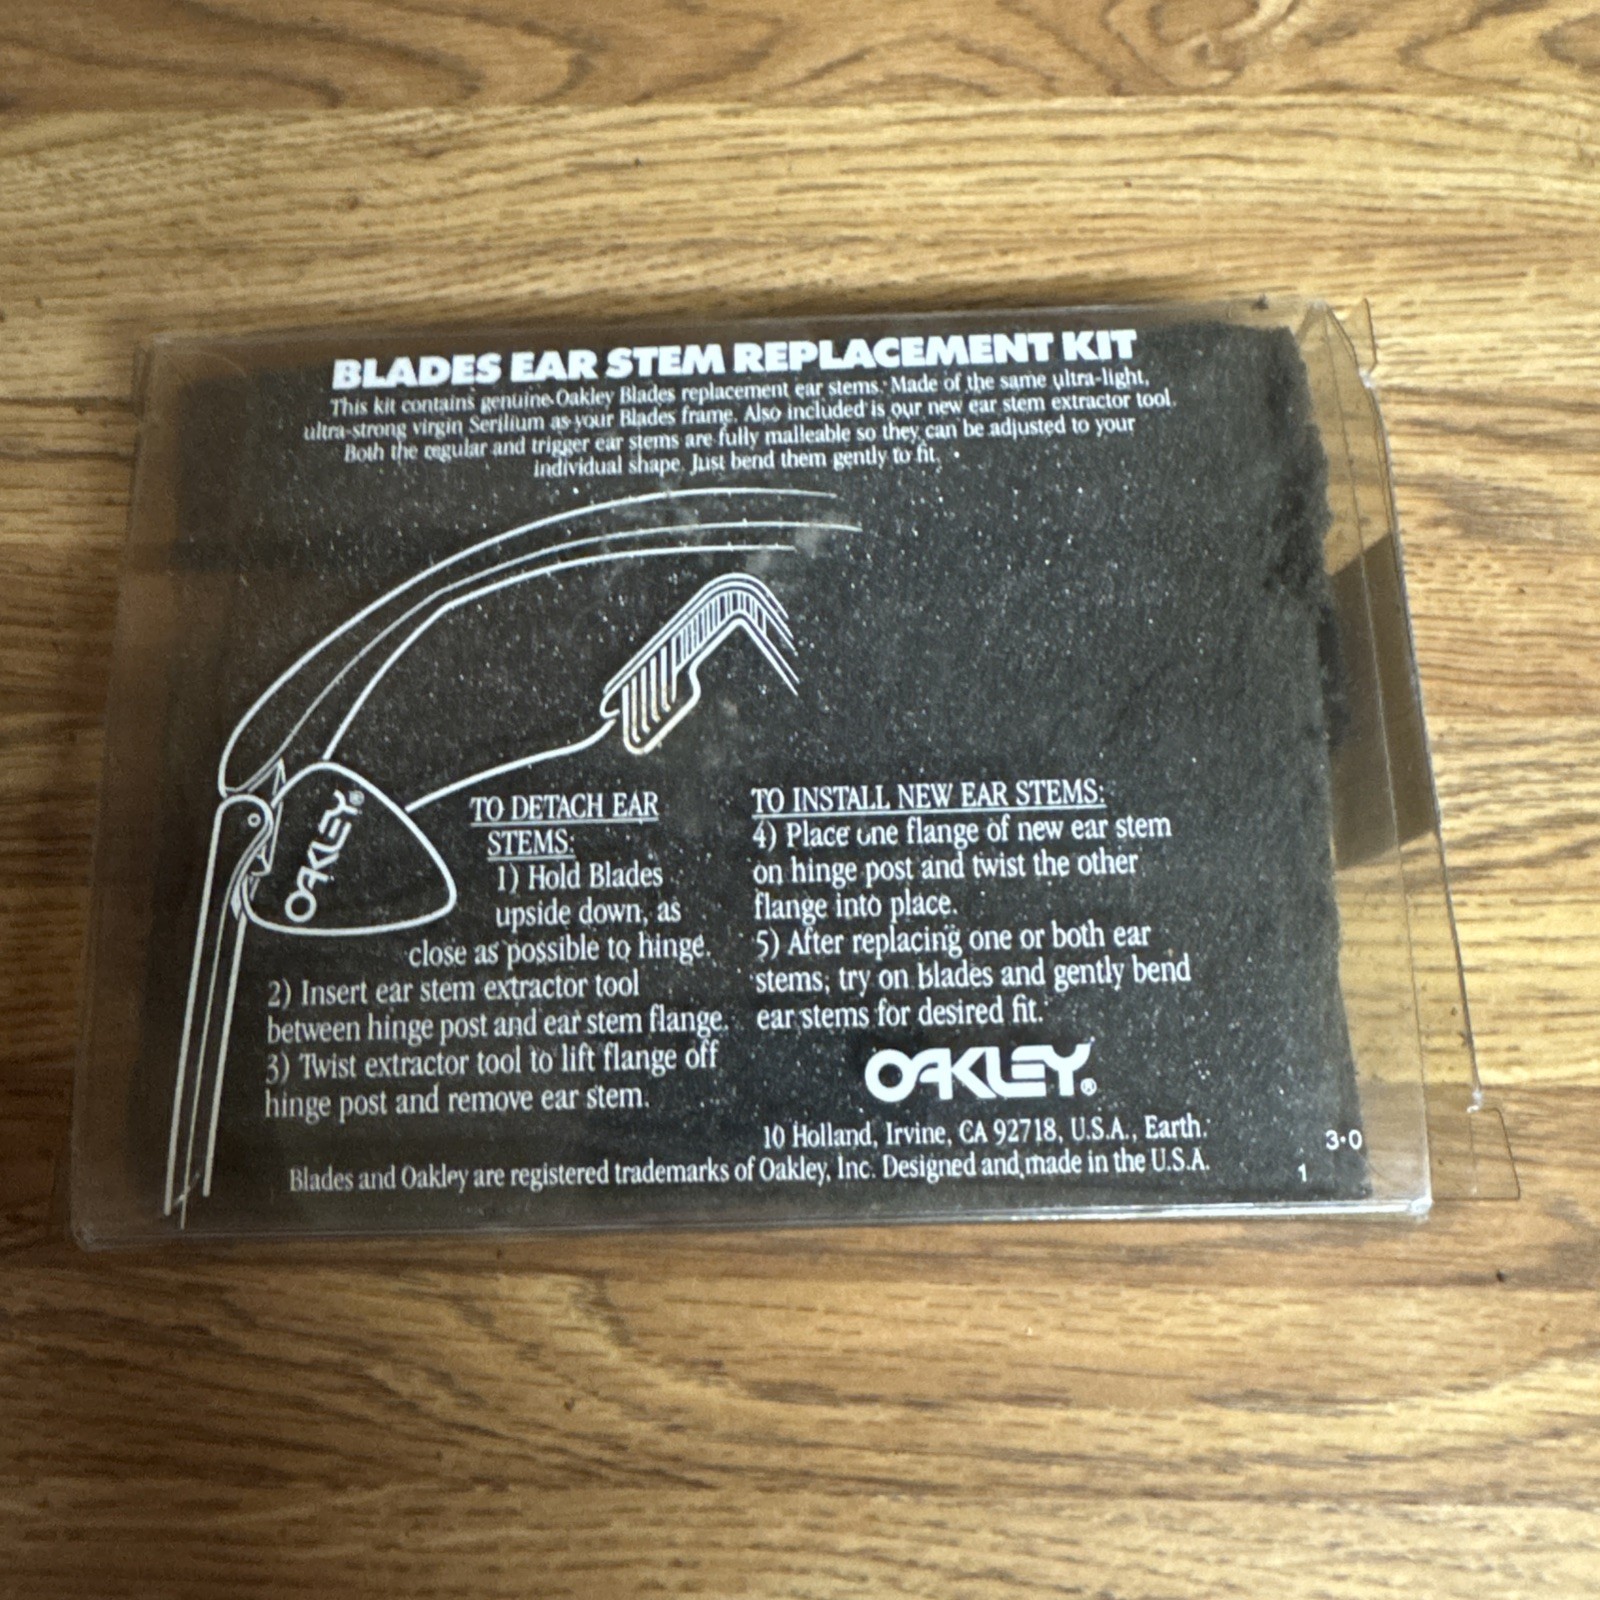 BLADES EAR STEM REPLACEMENT KIT
This kit contains genuine Oakley Blades replacement ear stems. Made of the same ultra-light,
ultra-strong virgin Serilium as your Blades frame. Also included is our new ear stem extractor tool.
Both the regular and trigger ear stems are fully malleable so they can be adjusted to your
individual shape. Just bend them gently to fit.
OAKLEY®
TO DETACH EAR
STEMS:
1) Hold Blades
upside down, as
close as possible to hinge.
2) Insert ear stem extractor tool
between hinge post and ear stem flange.
3) Twist extractor tool to lift flange off
hinge post and remove ear stem.
TO INSTALL NEW EAR STEMS:
4) Place one flange of new ear stem
on hinge post and twist the other
flange into place.
5) After replacing one or both ear
stems, try on Blades and gently bend
ear stems for desired fit.
OAKLEY®
10 Holland, Irvine, CA 92718, U.S.A., Earth.
Blades and Oakley are registered trademarks of Oakley, Inc. Designed and made in the U.S.A.
3·0
1